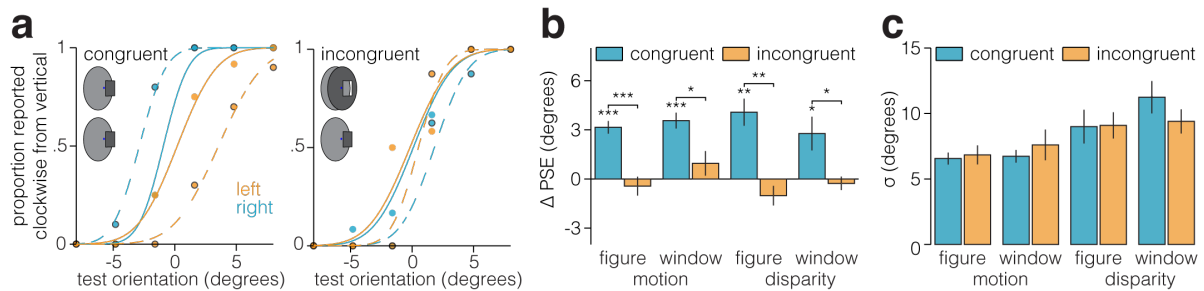 a
proportion reported
clockwise from vertical
1
.5
0
congruent
left
right
-5 0 5
test orientation (degrees)
1
.5
0
incongruent
-5 0 5
test orientation (degrees)
b
congruent incongruent
Δ PSE (degrees)
6
3
0
-3
*** *** *** * ** ** * *
figure window figure window
motion disparity
c
congruent incongruent
σ (degrees)
15
10
5
0
figure window figure window
motion disparity